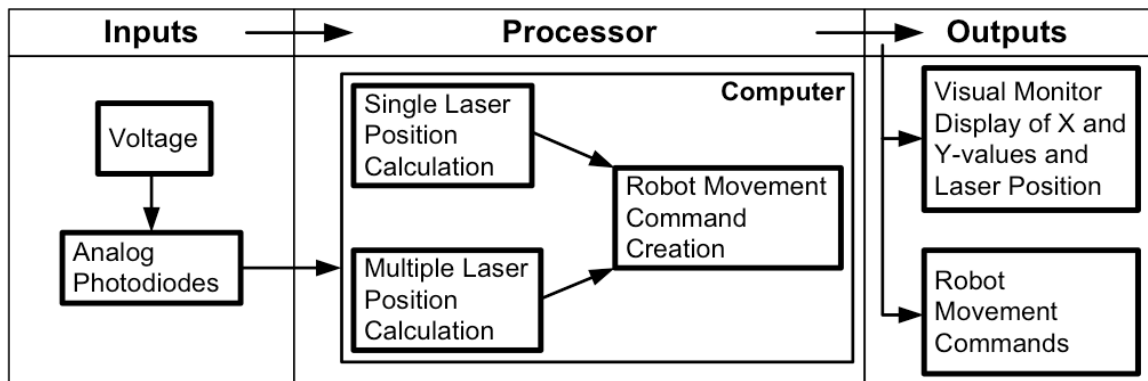 Inputs
Processor
Outputs
Voltage
Analog
Photodiodes
Computer
Single Laser
Position
Calculation
Multiple Laser
Position
Calculation
Robot Movement
Command
Creation
Visual Monitor
Display of X and
Y-values and
Laser Position
Robot
Movement
Commands